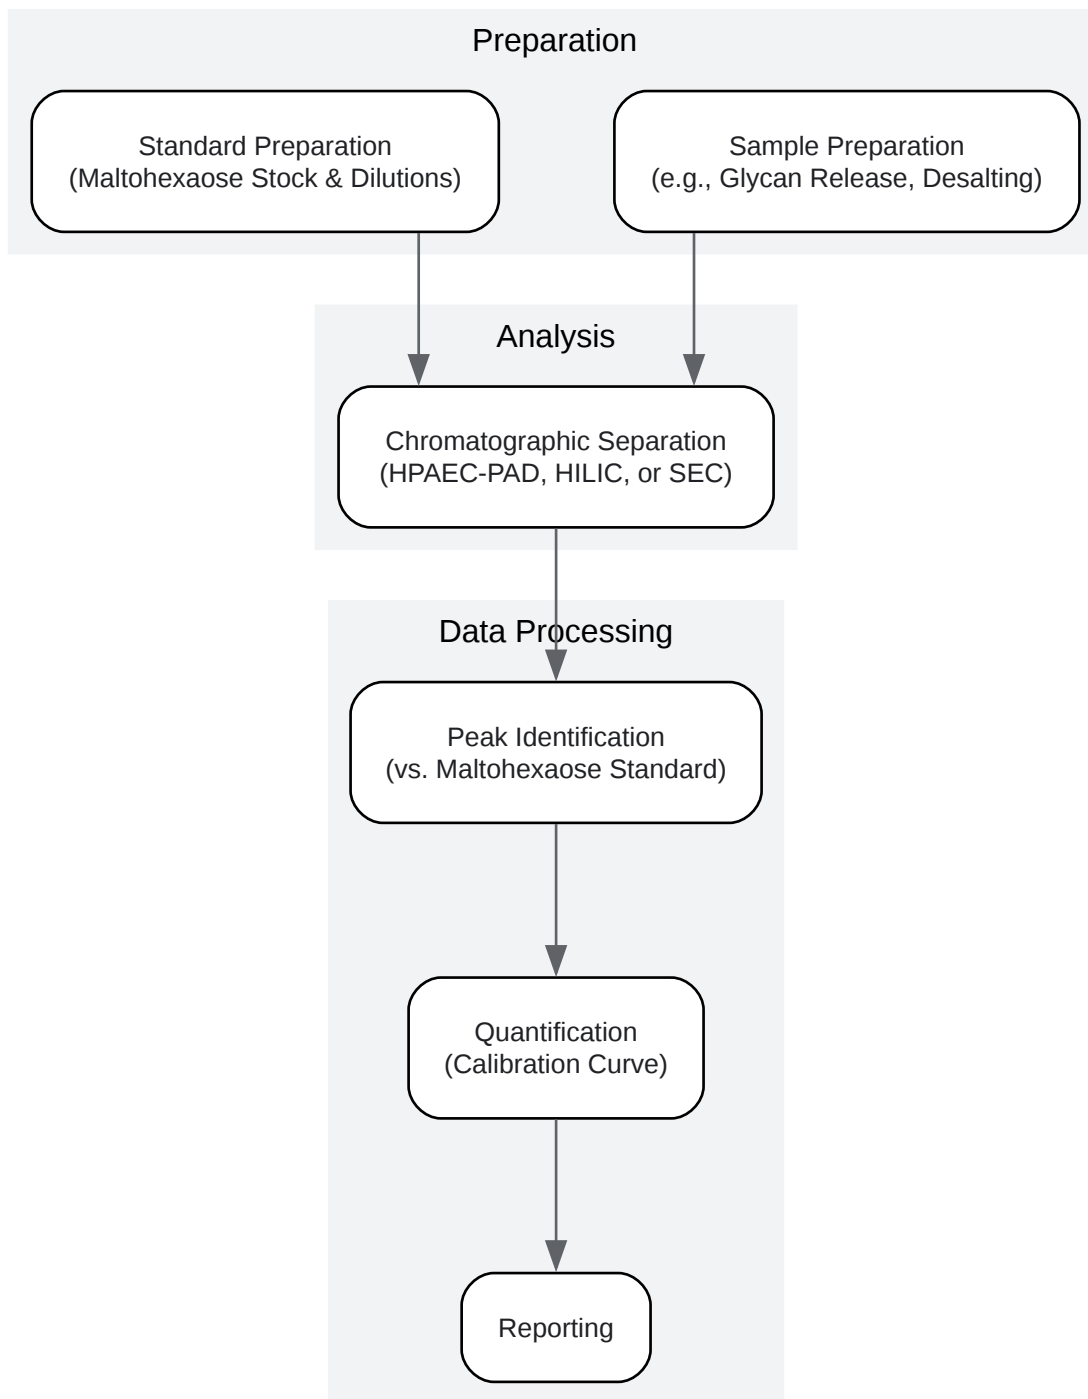 Preparation
Standard Preparation
(Maltohexaose Stock & Dilutions)
Sample Preparation
(e.g., Glycan Release, Desalting)
Analysis
Chromatographic Separation
(HPAEC-PAD, HILIC, or SEC)
Data Processing
Peak Identification
(vs. Maltohexaose Standard)
Quantification
(Calibration Curve)
Reporting